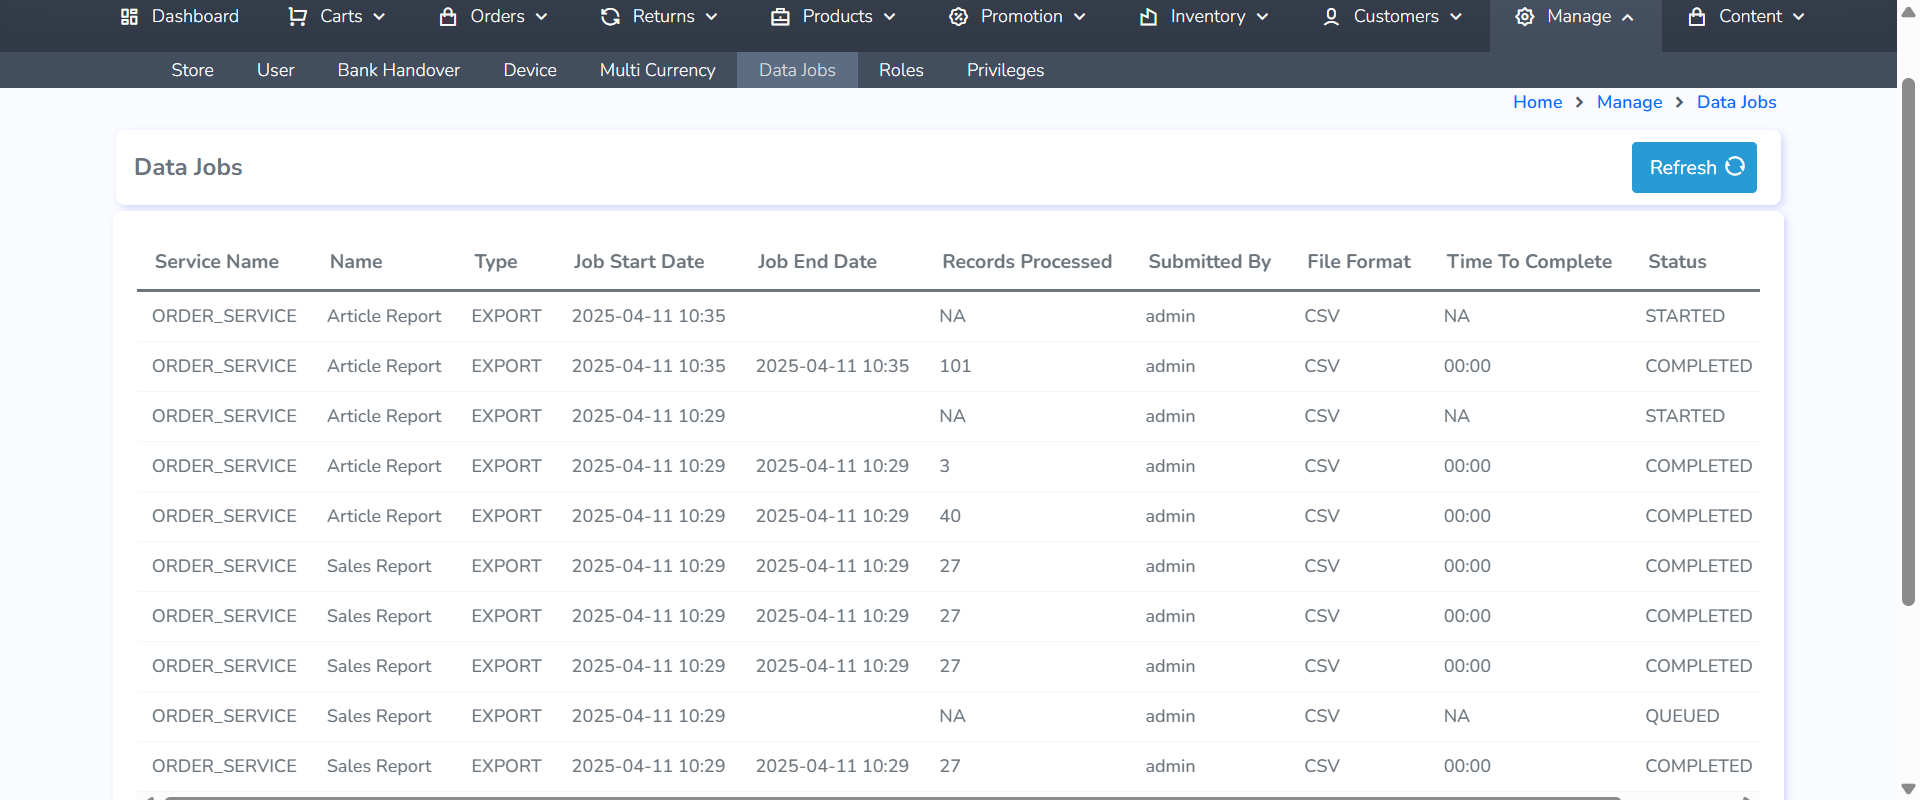 Dashboard Carts Orders Returns Products Promotion Inventory Customers Manage Content
Store User Bank Handover Device Multi Currency Data Jobs Roles Privileges
Home > Manage > Data Jobs
Data Jobs Refresh
Service Name Name Type Job Start Date Job End Date Records Processed Submitted By File Format Time To Complete Status
ORDER_SERVICE Article Report EXPORT 2025-04-11 10:35 NA admin CSV NA STARTED
ORDER_SERVICE Article Report EXPORT 2025-04-11 10:35 2025-04-11 10:35 101 admin CSV 00:00 COMPLETED
ORDER_SERVICE Article Report EXPORT 2025-04-11 10:29 NA admin CSV NA STARTED
ORDER_SERVICE Article Report EXPORT 2025-04-11 10:29 2025-04-11 10:29 3 admin CSV 00:00 COMPLETED
ORDER_SERVICE Article Report EXPORT 2025-04-11 10:29 2025-04-11 10:29 40 admin CSV 00:00 COMPLETED
ORDER_SERVICE Sales Report EXPORT 2025-04-11 10:29 2025-04-11 10:29 27 admin CSV 00:00 COMPLETED
ORDER_SERVICE Sales Report EXPORT 2025-04-11 10:29 2025-04-11 10:29 27 admin CSV 00:00 COMPLETED
ORDER_SERVICE Sales Report EXPORT 2025-04-11 10:29 2025-04-11 10:29 27 admin CSV 00:00 COMPLETED
ORDER_SERVICE Sales Report EXPORT 2025-04-11 10:29 NA admin CSV NA QUEUED
ORDER_SERVICE Sales Report EXPORT 2025-04-11 10:29 2025-04-11 10:29 27 admin CSV 00:00 COMPLETED